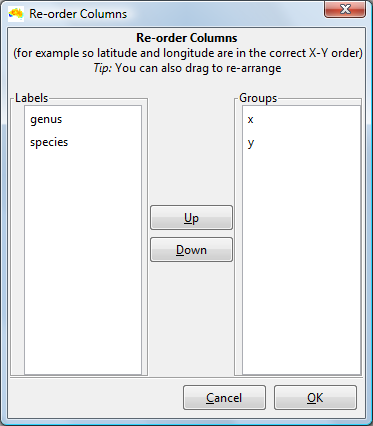 Re-order Columns
Re-order Columns
(for example so latitude and longitude are in the correct X-Y order)
Tip: You can also drag to re-arrange
Labels
genus
species
Up
Down
Groups
x
y
Cancel
OK